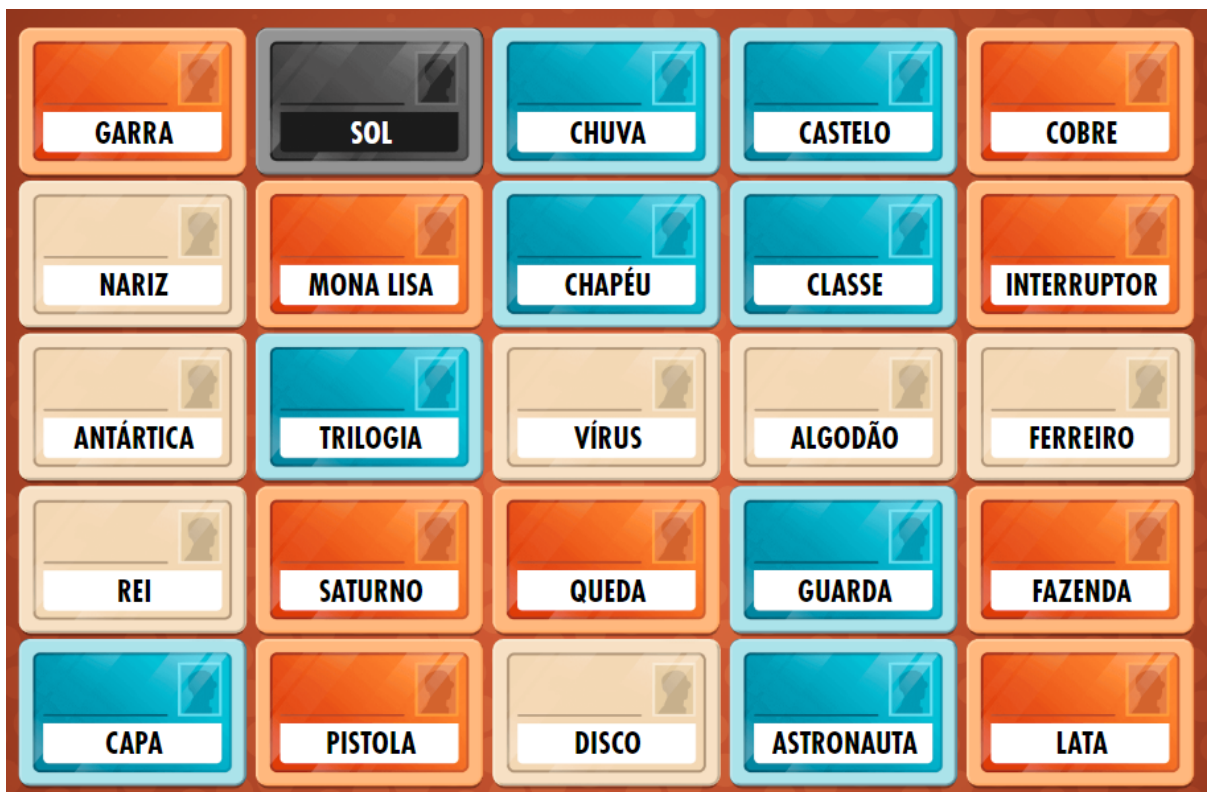 GARRA
SOL
CHUVA
CASTELO
COBRE
NARIZ
MONA LISA
CHAPÉU
CLASSE
INTERRUPTOR
ANTÁRTICA
TRILOGIA
VÍRUS
ALGODÃO
FERREIRO
REI
SATURNO
QUEDA
GUARDA
FAZENDA
CAPA
PISTOLA
DISCO
ASTRONAUTA
LATA